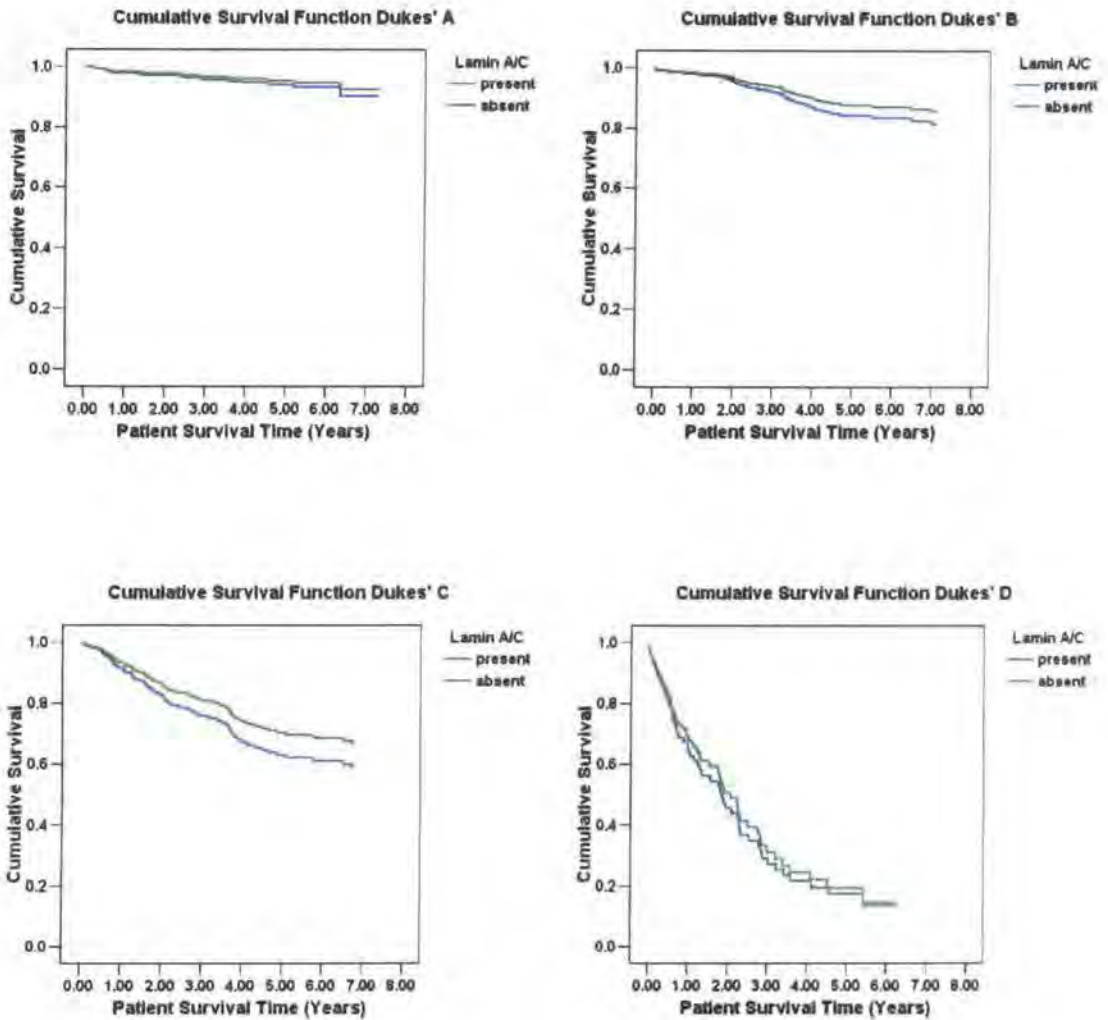 Cumulative Survival Function Dukes' A
Lamin A/C
present
absent
Cumulative Survival
1.0
0.8
0.6
0.4
0.2
0.0
0.00 1.00 2.00 3.00 4.00 5.00 6.00 7.00 8.00
Patient Survival Time (Years)
Cumulative Survival Function Dukes' B
Lamin A/C
present
absent
Cumulative Survival
1.0
0.8
0.6
0.4
0.2
0.0
0.00 1.00 2.00 3.00 4.00 5.00 6.00 7.00 8.00
Patient Survival Time (Years)
Cumulative Survival Function Dukes' C
Lamin A/C
present
absent
Cumulative Survival
1.0
0.8
0.6
0.4
0.2
0.0
0.00 1.00 2.00 3.00 4.00 5.00 6.00 7.00 8.00
Patient Survival Time (Years)
Cumulative Survival Function Dukes' D
Lamin A/C
present
absent
Cumulative Survival
1.0
0.8
0.6
0.4
0.2
0.0
0.00 1.00 2.00 3.00 4.00 5.00 6.00 7.00 8.00
Patient Survival Time (Years)